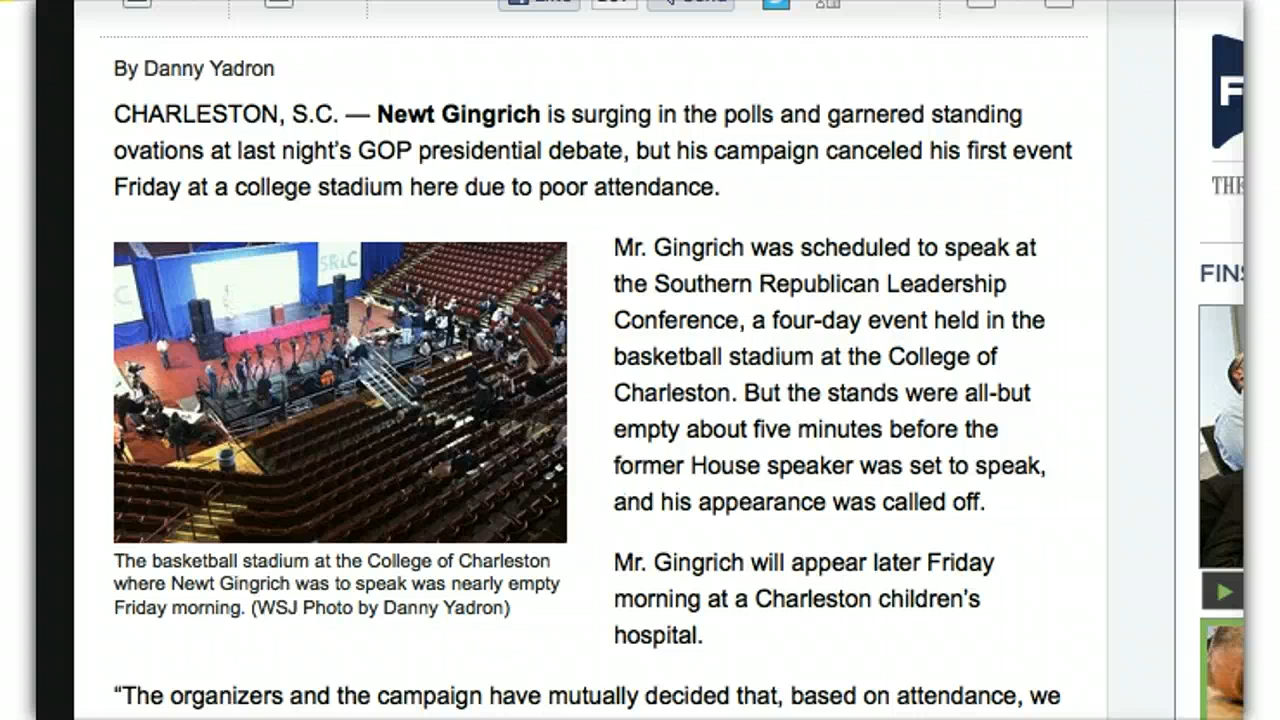 By Danny Yadron
CHARLESTON, S.C. — Newt Gingrich is surging in the polls and garnered standing
ovations at last night's GOP presidential debate, but his campaign canceled his first event
Friday at a college stadium here due to poor attendance.
SRLC
C
Mr. Gingrich was scheduled to speak at
the Southern Republican Leadership
Conference, a four-day event held in the
basketball stadium at the College of
Charleston. But the stands were all-but
empty about five minutes before the
former House speaker was set to speak,
and his appearance was called off.
The basketball stadium at the College of Charleston
where Newt Gingrich was to speak was nearly empty
Friday morning. (WSJ Photo by Danny Yadron)
Mr. Gingrich will appear later Friday
morning at a Charleston children's
hospital.
“The organizers and the campaign have mutually decided that, based on attendance, we
F
THE
FINS